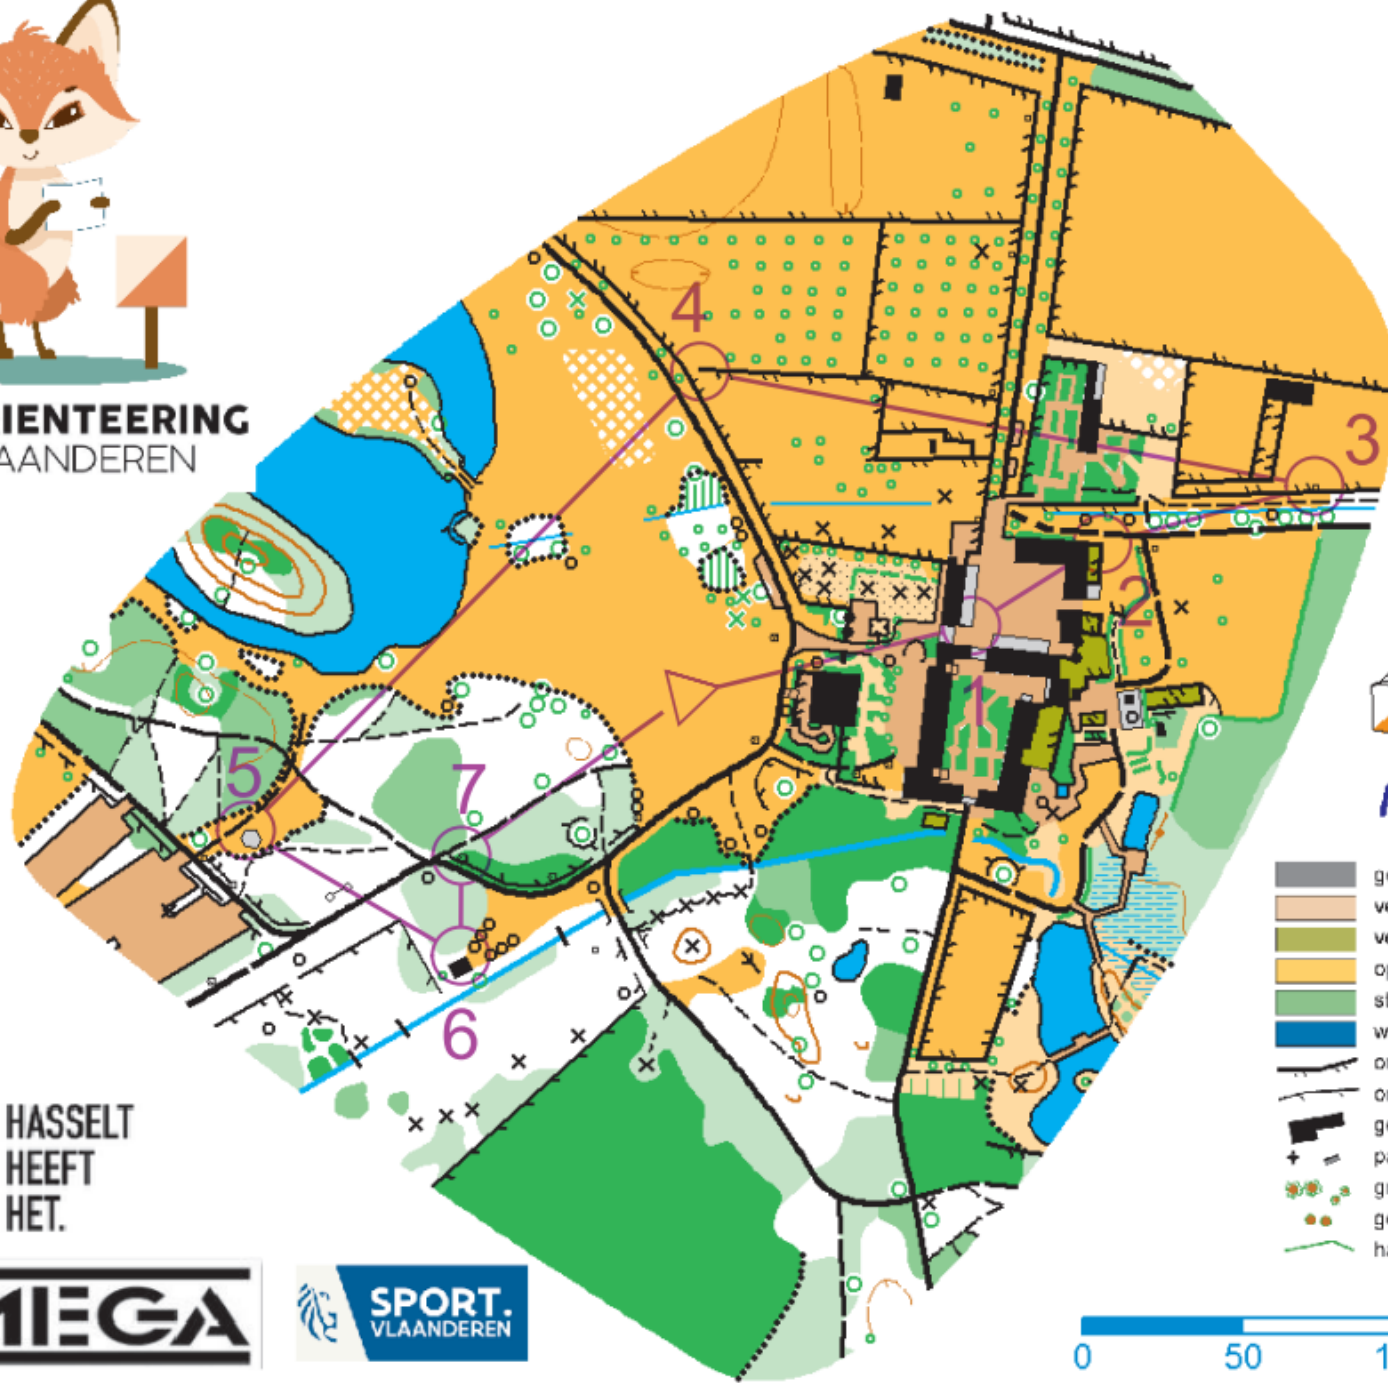 IENTEERING
AANDEREN
4
3
2
1
5
7
6
HASSELT
HEEFT
HET.
MEGA
SPORT.
VLAANDEREN
0 50